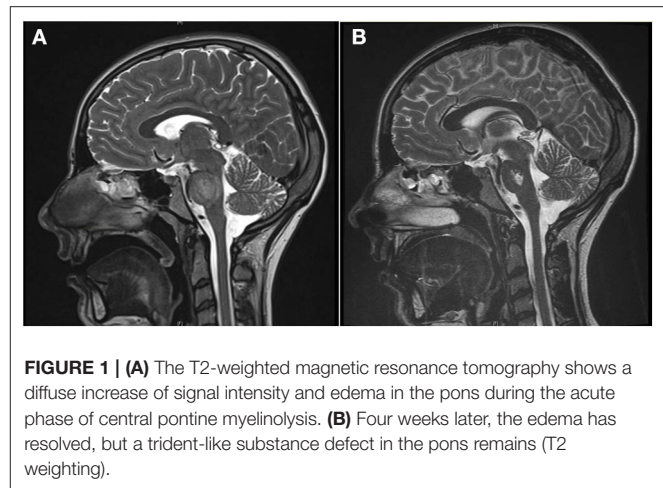 A
B
FIGURE 1 | (A) The T2-weighted magnetic resonance tomography shows a
diffuse increase of signal intensity and edema in the pons during the acute
phase of central pontine myelinolysis. (B) Four weeks later, the edema has
resolved, but a trident-like substance defect in the pons remains (T2
weighting).